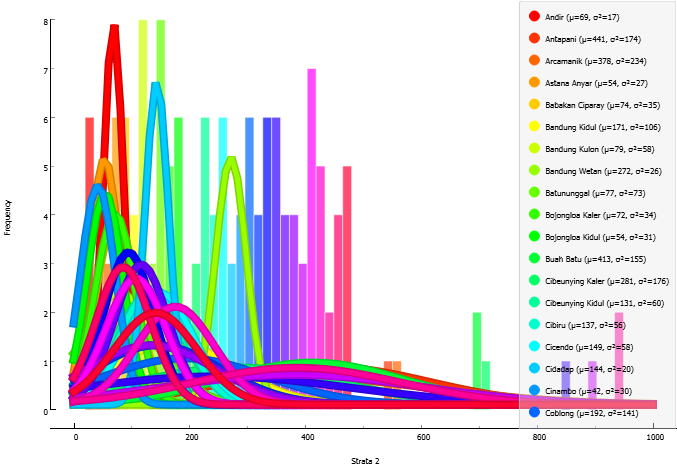 8
7
6
5
4
3
2
1
0
Frequency
0
200
400
600
800
1000
Strata 2
Andir (μ=69, σ²=17)
Antapani (μ=441, σ²=174)
Arcamanik (μ=378, σ²=234)
Astana Anyar (μ=54, σ²=27)
Babakan Ciparay (μ=74, σ²=35)
Bandung Kidul (μ=171, σ²=106)
Bandung Kulon (μ=79, σ²=58)
Bandung Wetan (μ=272, σ²=26)
Batununggal (μ=77, σ²=73)
Bojongloa Kaler (μ=72, σ²=34)
Bojongloa Kidul (μ=54, σ²=31)
Buah Batu (μ=413, σ²=155)
Cibeunying Kaler (μ=281, σ²=176)
Cibeunying Kidul (μ=131, σ²=60)
Cibiru (μ=137, σ²=56)
Cicendo (μ=149, σ²=58)
Cidadap (μ=144, σ²=20)
Cinambo (μ=42, σ²=30)
Coblong (μ=192, σ²=141)